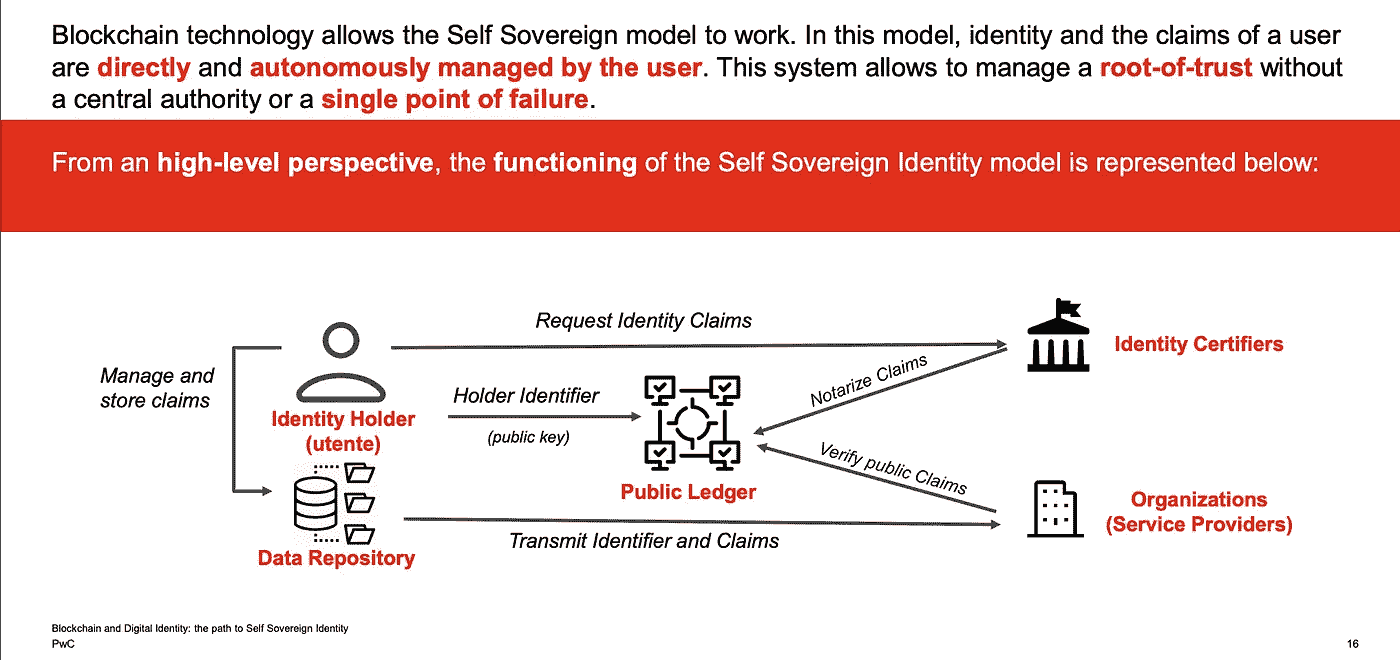 Blockchain technology allows the Self Sovereign model to work. In this model, identity and the claims of a user
are directly and autonomously managed by the user. This system allows to manage a root-of-trust without
a central authority or a single point of failure.
From an high-level perspective, the functioning of the Self Sovereign Identity model is represented below:
Request Identity Claims
Identity Certifiers
Manage and
store claims
Holder Identifier
(public key)
Notarize Claims
Identity Holder
(utente)
Verify public Claims
Public Ledger
Organizations
(Service Providers)
Transmit Identifier and Claims
Data Repository
Blockchain and Digital Identity: the path to Self Sovereign Identity
PwC
16